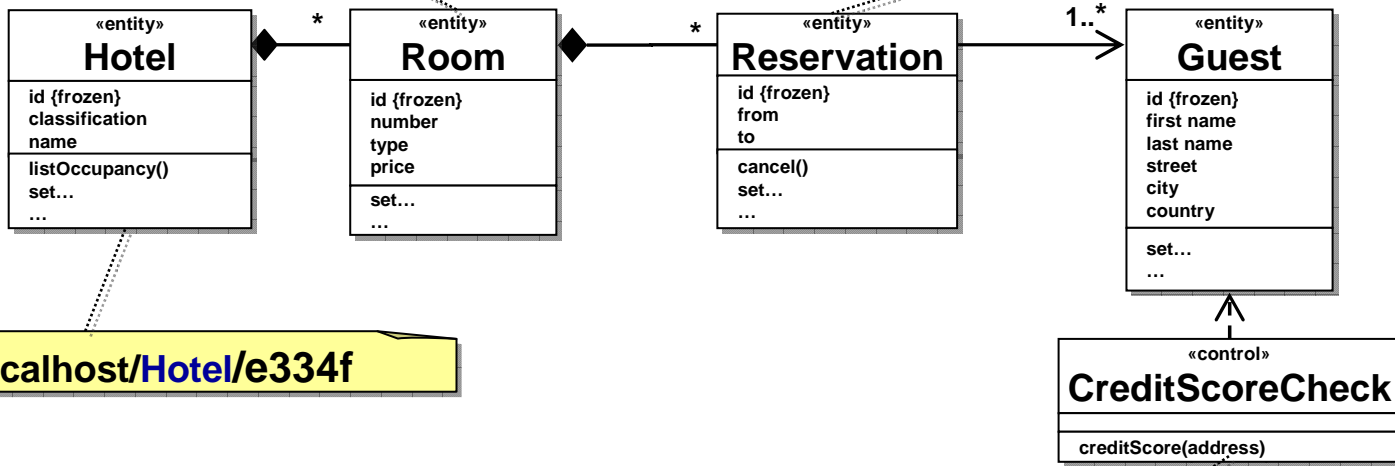 «entity»
Hotel
id {frozen}
classification
name
listOccupancy()
set…
…
*
«entity»
Room
id {frozen}
number
type
price
set…
…
*
«entity»
Reservation
id {frozen}
from
to
cancel()
set…
…
1..*
«entity»
Guest
id {frozen}
first name
last name
street
city
country
set…
…
calhost/Hotel/e334f
«control»
CreditScoreCheck
creditScore(address)